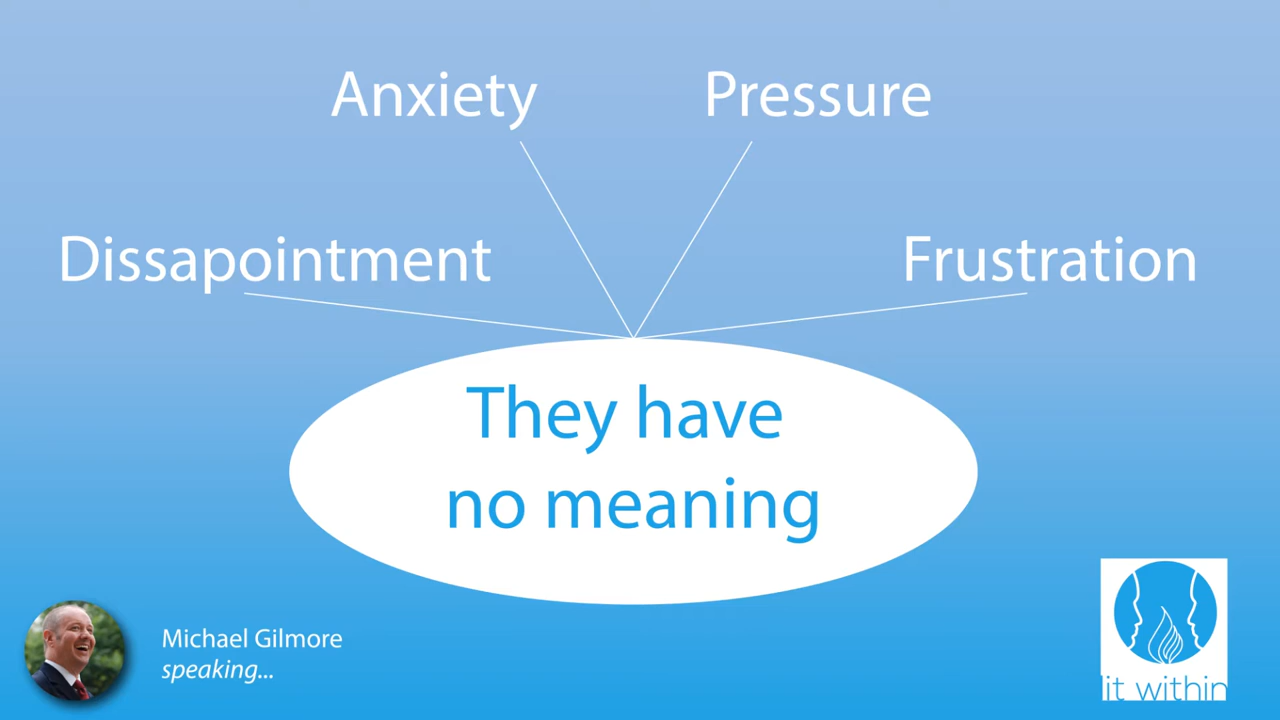 Anxiety Pressure
Dissapointment Frustration
They have
no meaning
Michael Gilmore
speaking...
lit within